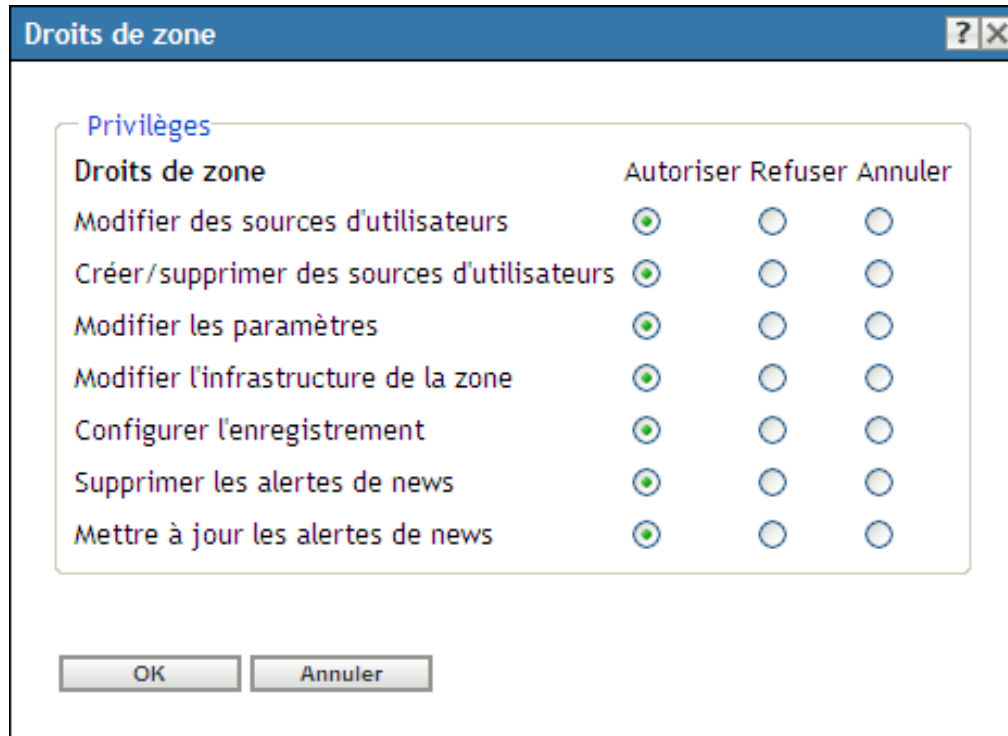 Droits de zone
Privilèges
Droits de zone Autoriser Refuser Annuler
Modifier des sources d'utilisateurs
Créer/supprimer des sources d'utilisateurs
Modifier les paramètres
Modifier l'infrastructure de la zone
Configurer l'enregistrement
Supprimer les alertes de news
Mettre à jour les alertes de news
OK Annuler